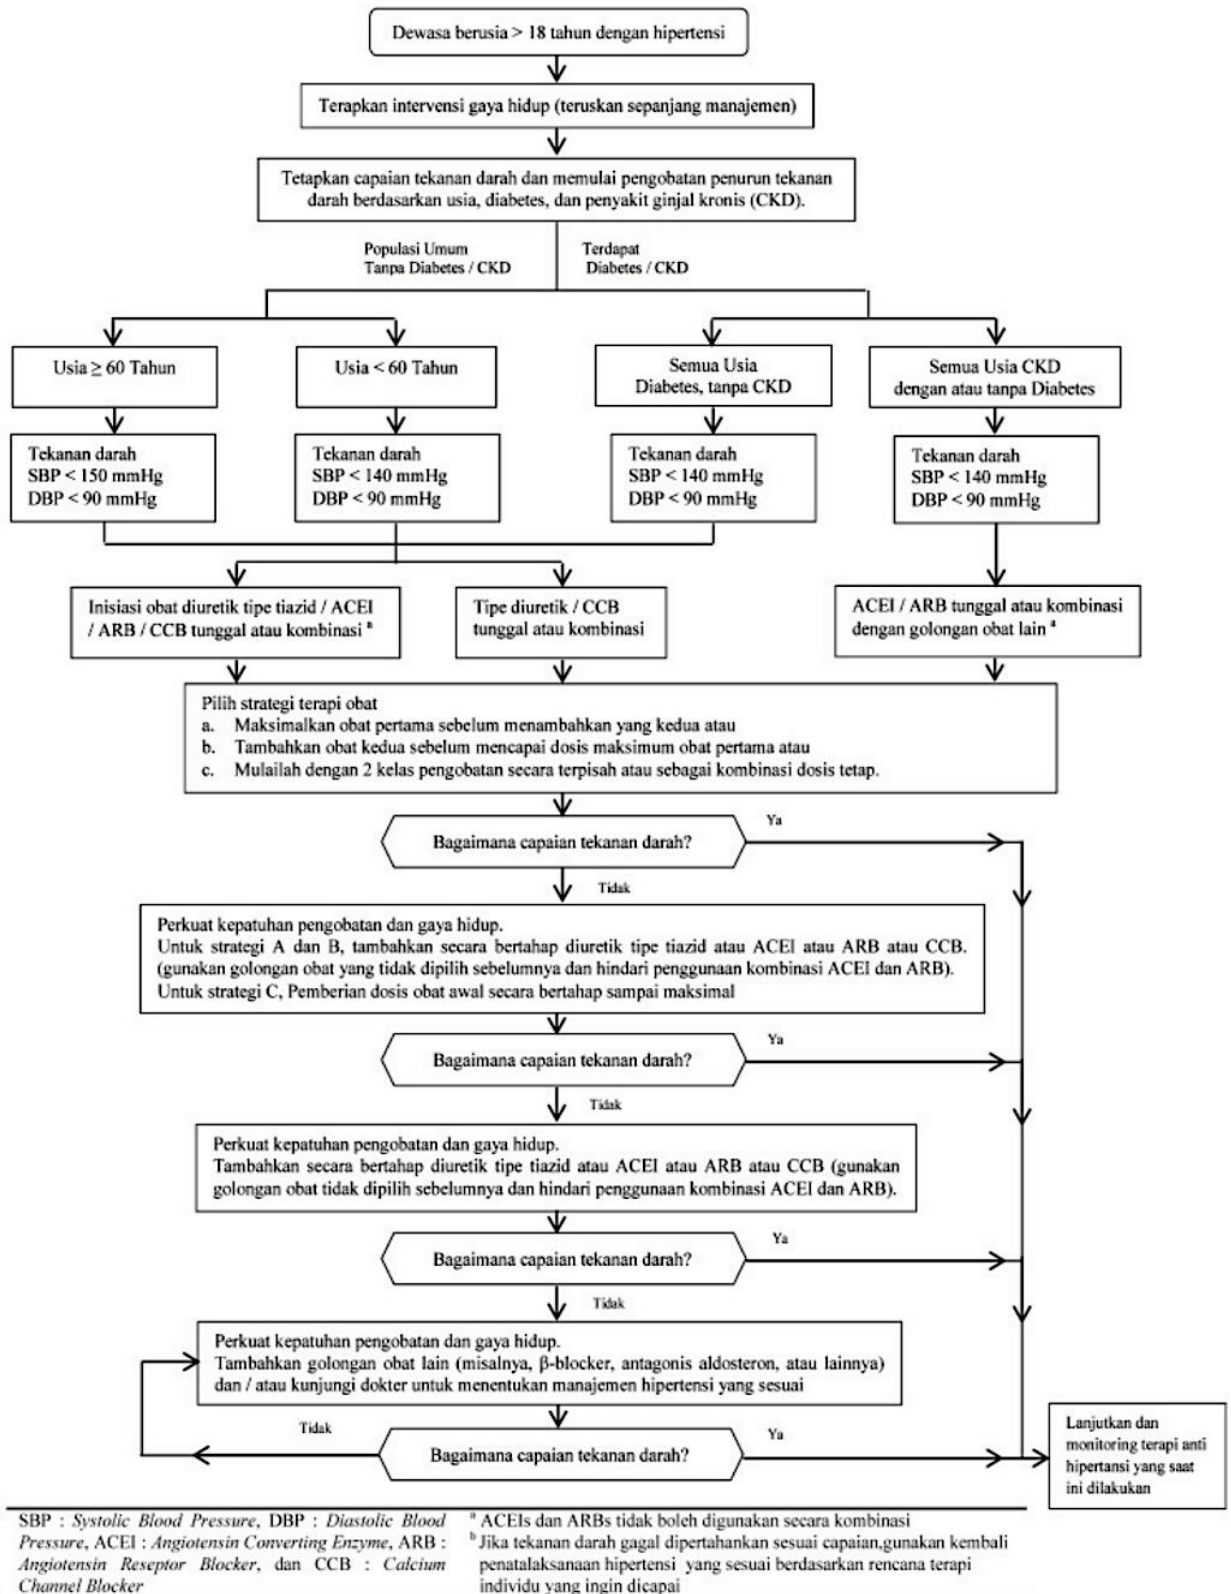 Dewasa berusia > 18 tahun dengan hipertensi
Terapkan intervensi gaya hidup (teruskan sepanjang manajemen)
Tetapkan capaian tekanan darah dan memulai pengobatan penurun tekanan
darah berdasarkan usia, diabetes, dan penyakit ginjal kronis (CKD).
Populasi Umum
Tanpa Diabetes / CKD
Terdapat
Diabetes / CKD
Usia ≥ 60 Tahun
Usia < 60 Tahun
Semua Usia
Diabetes, tanpa CKD
Semua Usia CKD
dengan atau tanpa Diabetes
Tekanan darah
SBP < 150 mmHg
DBP < 90 mmHg
Tekanan darah
SBP < 140 mmHg
DBP < 90 mmHg
Tekanan darah
SBP < 140 mmHg
DBP < 90 mmHg
Tekanan darah
SBP < 140 mmHg
DBP < 90 mmHg
Inisiasi obat diuretik tipe tiazid / ACEI
/ ARB / CCB tunggal atau kombinasi ᵃ
Tipe diuretik / CCB
tunggal atau kombinasi
ACEI / ARB tunggal atau kombinasi
dengan golongan obat lain ᵃ
Pilih strategi terapi obat
a. Maksimalkan obat pertama sebelum menambahkan yang kedua atau
b. Tambahkan obat kedua sebelum mencapai dosis maksimum obat pertama atau
c. Mulailah dengan 2 kelas pengobatan secara terpisah atau sebagai kombinasi dosis tetap.
Bagaimana capaian tekanan darah?
Ya
Tidak
Perkuat kepatuhan pengobatan dan gaya hidup.
Untuk strategi A dan B, tambahkan secara bertahap diuretik tipe tiazid atau ACEI atau ARB atau CCB.
(gunakan golongan obat yang tidak dipilih sebelumnya dan hindari penggunaan kombinasi ACEI dan ARB).
Untuk strategi C, Pemberian dosis obat awal secara bertahap sampai maksimal
Bagaimana capaian tekanan darah?
Ya
Tidak
Perkuat kepatuhan pengobatan dan gaya hidup.
Tambahkan secara bertahap diuretik tipe tiazid atau ACEI atau ARB atau CCB (gunakan
golongan obat tidak dipilih sebelumnya dan hindari penggunaan kombinasi ACEI dan ARB).
Bagaimana capaian tekanan darah?
Ya
Tidak
Perkuat kepatuhan pengobatan dan gaya hidup.
Tambahkan golongan obat lain (misalnya, β-blocker, antagonis aldosteron, atau lainnya)
dan / atau kunjungi dokter untuk menentukan manajemen hipertensi yang sesuai
Tidak
Bagaimana capaian tekanan darah?
Ya
Lanjutkan dan
monitoring terapi anti
hipertansi yang saat
ini dilakukan
SBP : Systolic Blood Pressure, DBP : Diastolic Blood
Pressure, ACEI : Angiotensin Converting Enzyme, ARB :
Angiotensin Reseptor Blocker, dan CCB : Calcium
Channel Blocker
ᵃ ACEIs dan ARBs tidak boleh digunakan secara kombinasi
ᵇ Jika tekanan darah gagal dipertahankan sesuai capaian,gunakan kembali
penatalaksanaan hipertensi yang sesuai berdasarkan rencana terapi
individu yang ingin dicapai